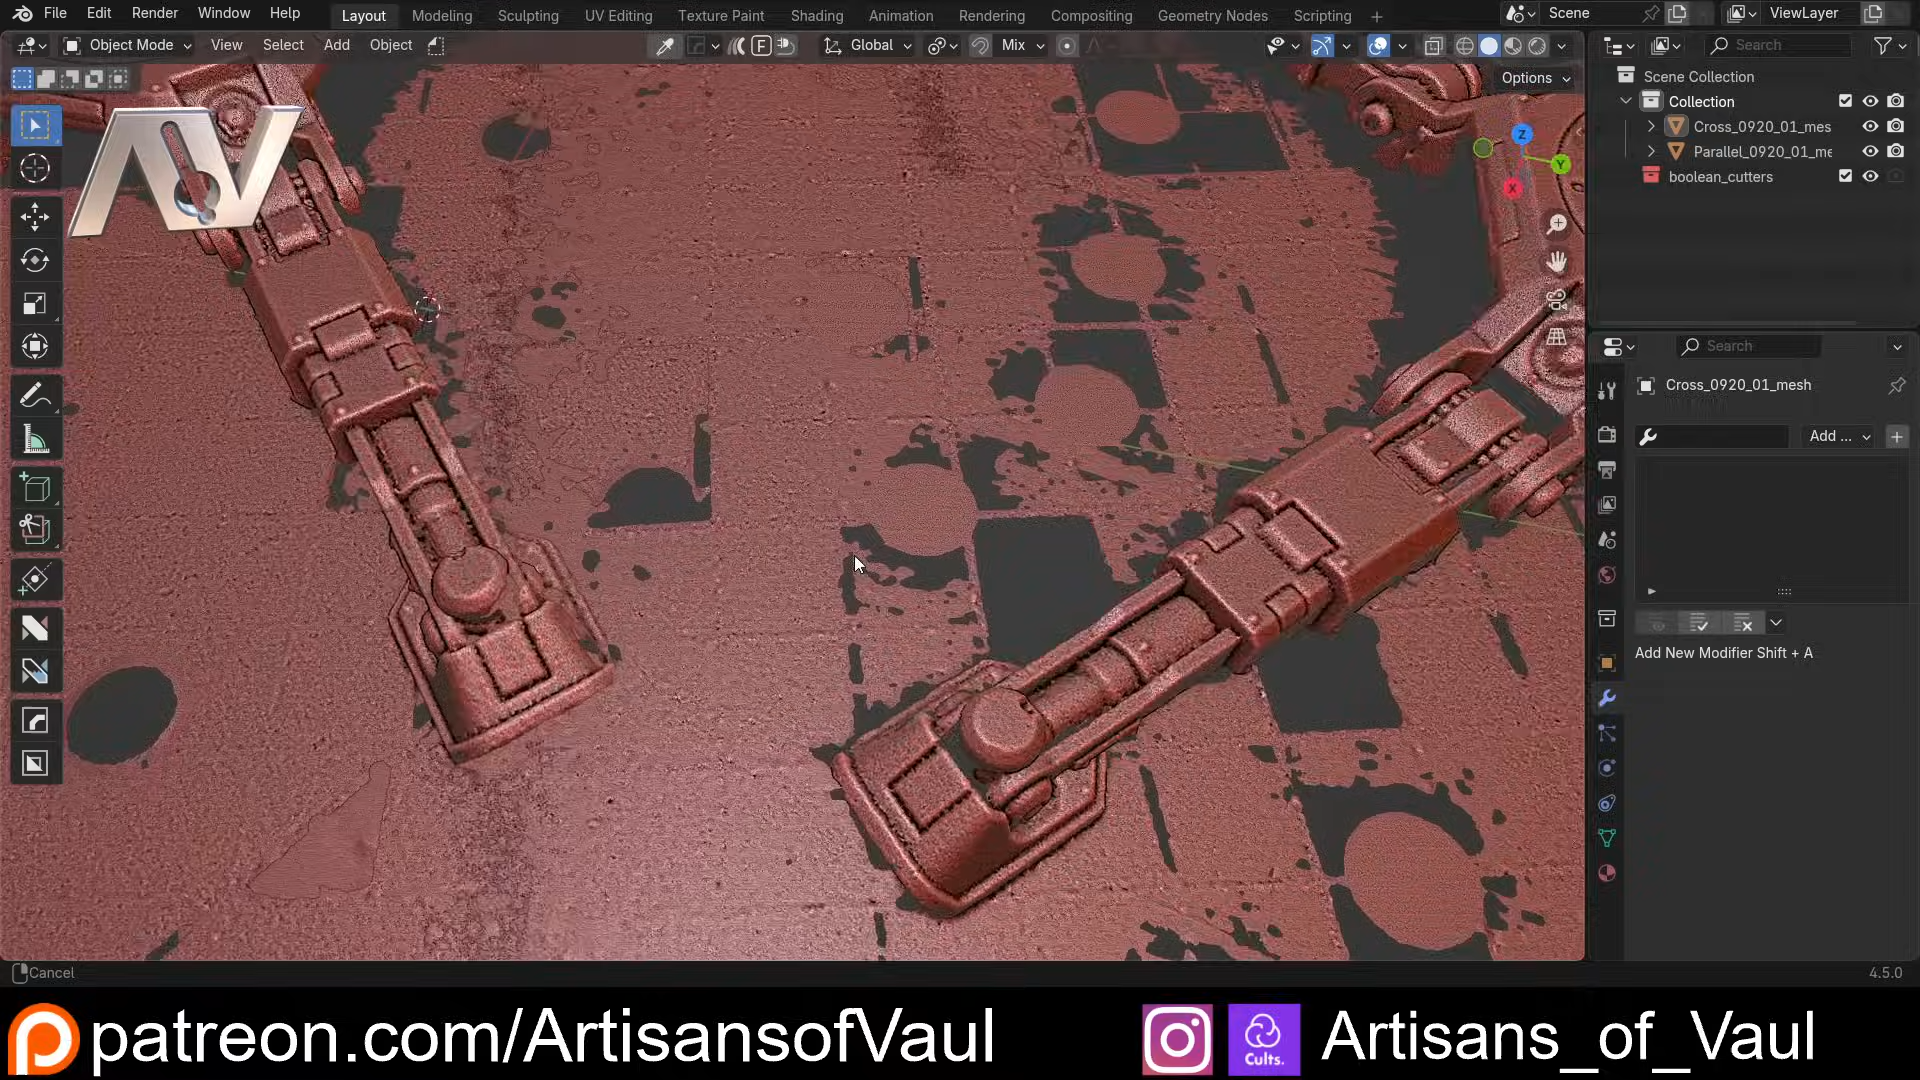 File Edit Render Window Help Layout Modeling Sculpting UV Editing Texture Paint Shading Animation Rendering Compositing Geometry Nodes Scripting + Scene ViewLayer
Object Mode View Select Add Object F Global Mix Search
Options
Scene Collection
Collection
Cross_0920_01_mes
Parallel_0920_01_me
boolean_cutters
Z
Y
X
AV
Search
Cross_0920_01_mesh
Add ...
Add New Modifier Shift + A
Cancel
4.5.0
patreon.com/ArtisansofVaul
Cults.
Artisans_of_Vaul